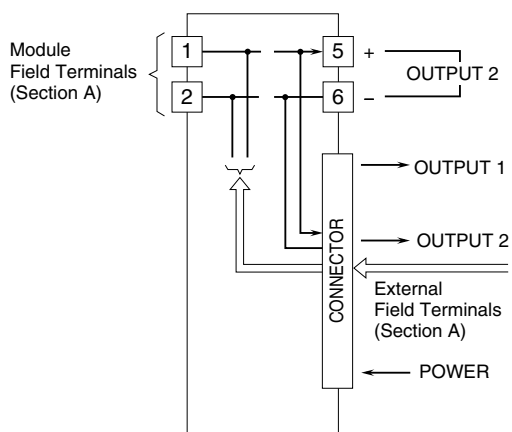 Module
Field Terminals
(Section A)
1
2
5
+
6
–
OUTPUT 2
CONNECTOR
OUTPUT 1
OUTPUT 2
External
Field Terminals
(Section A)
POWER